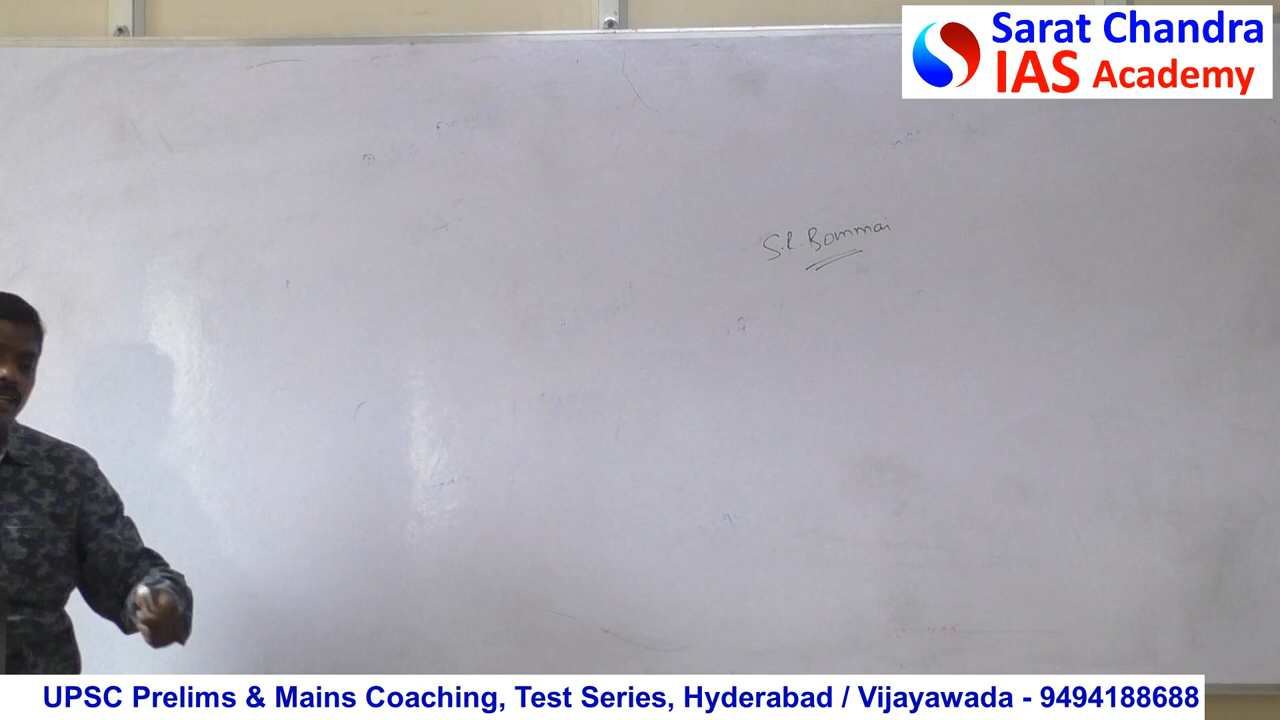 Sarat Chandra
IAS Academy
S.R. Bommai
UPSC Prelims & Mains Coaching, Test Series, Hyderabad / Vijayawada - 9494188688